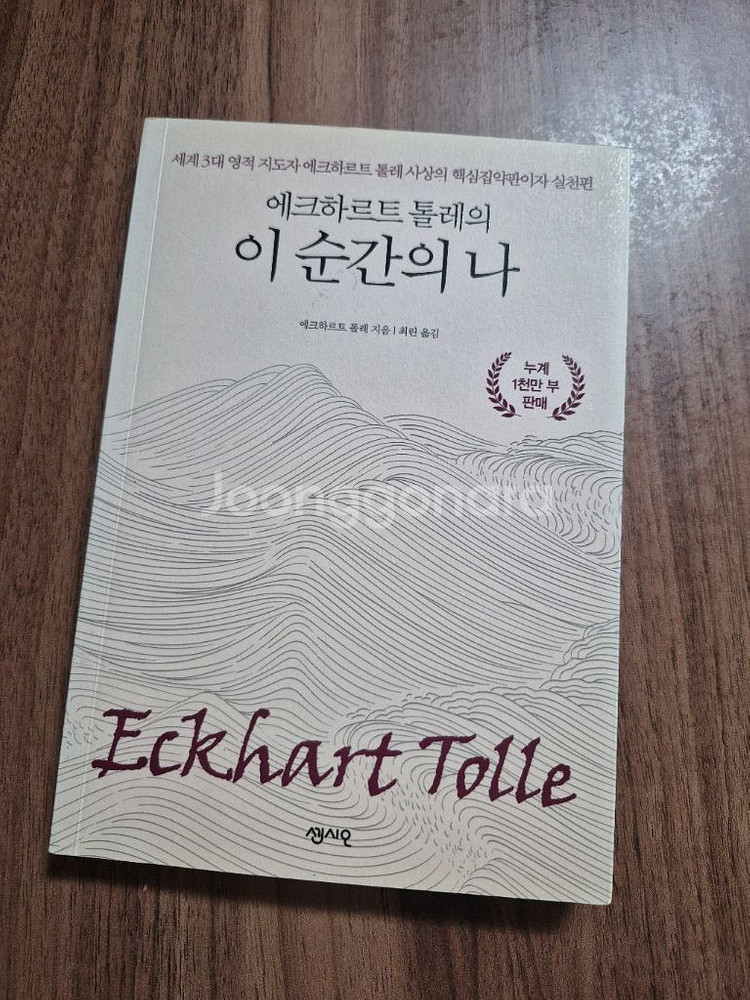 세계 3대 영적 지도자 에크하르트 톨레 사상의 핵심집약판이자 실천편
에크하르트 톨레의
이 순간의 나
에크하르트 톨레 지음 | 최린 옮김
누계
1천만 부
판매
Joonggonara
Eckhart Tolle
센시오